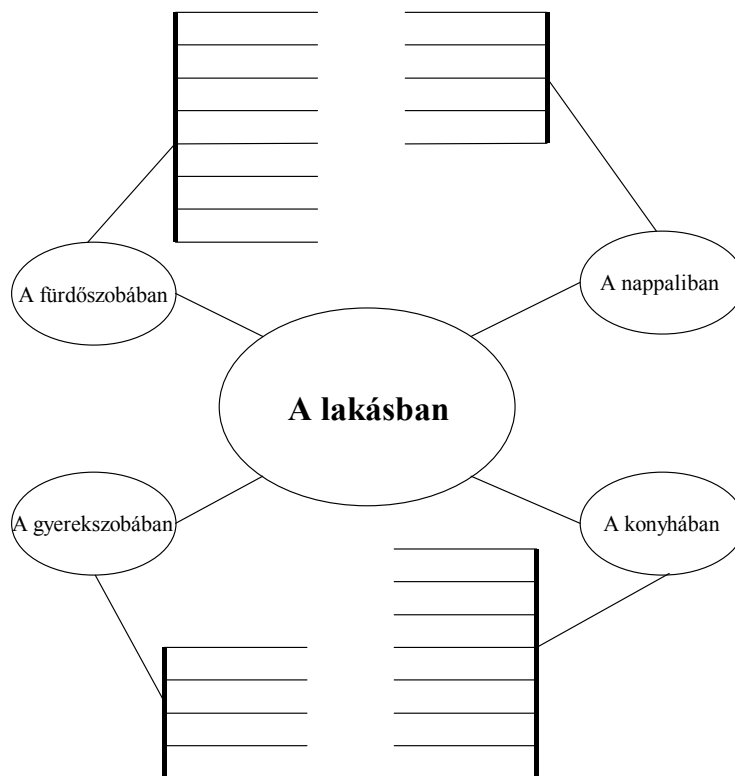 A fürdőszobában
A nappaliban
A lakásban
A gyerekszobában
A konyhában